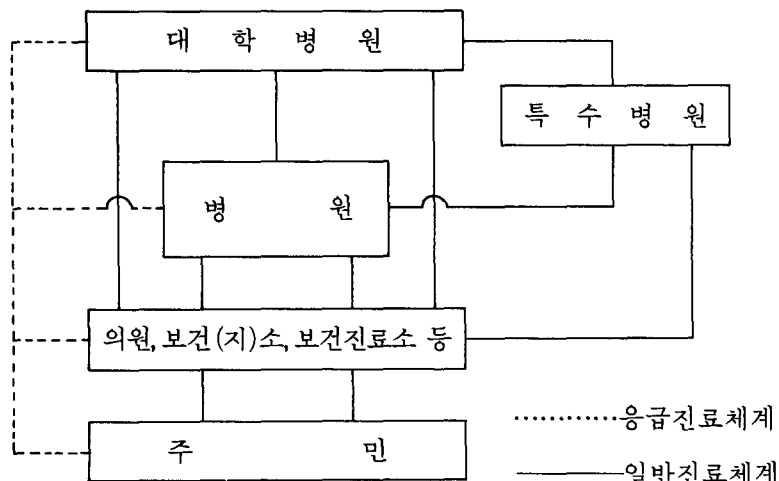 대 학 병 원
특 수 병 원
병 원
의원, 보건(지)소, 보건진료소 등
주 민
응급진료체계
일반진료체계